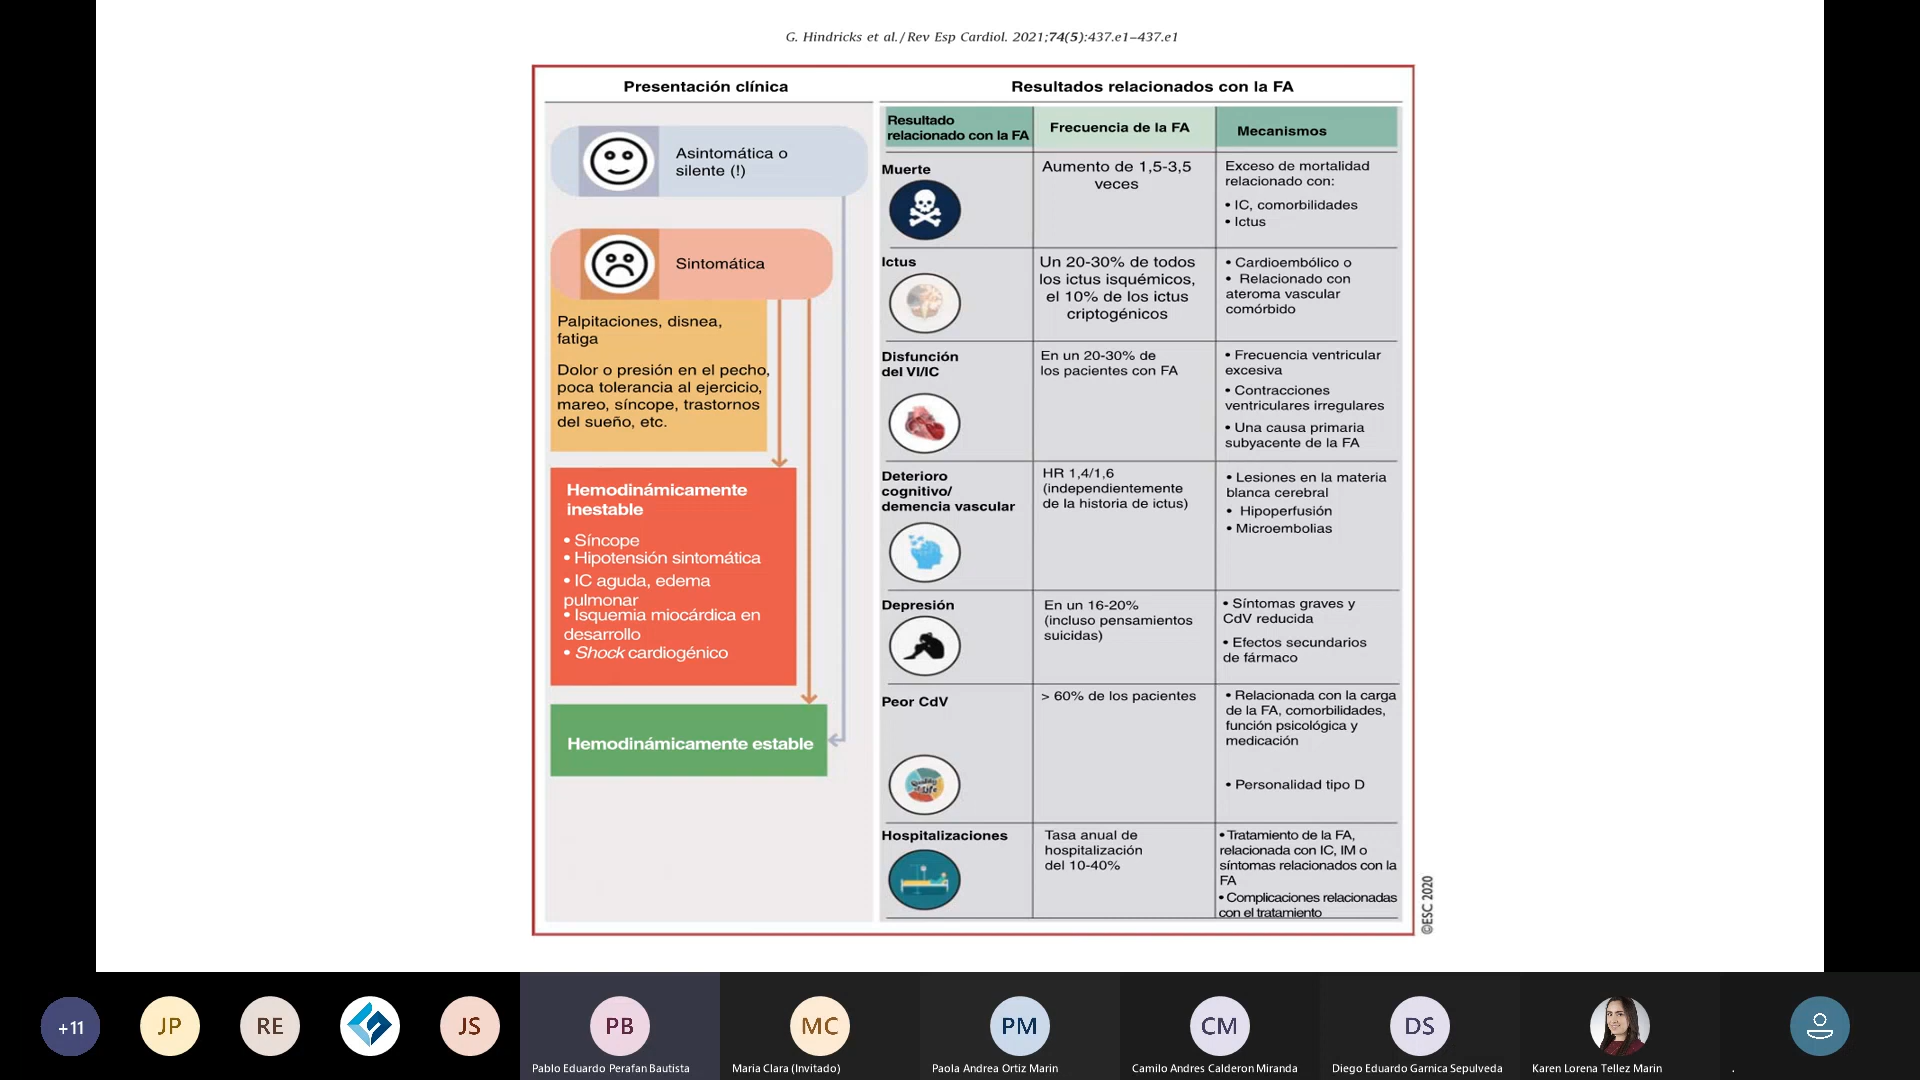 G. Hindricks et al. / Rev Esp Cardiol. 2021;74(5):437.e1–437.e1
Presentación clínica
Asintomática o
silente (!)
Sintomática
Palpitaciones, disnea,
fatiga
Dolor o presión en el pecho,
poca tolerancia al ejercicio,
mareo, síncope, trastornos
del sueño, etc.
Hemodinámicamente
inestable
• Síncope
• Hipotensión sintomática
• IC aguda, edema
pulmonar
• Isquemia miocárdica en
desarrollo
• Shock cardiogénico
Hemodinámicamente estable
Resultados relacionados con la FA
Resultado
relacionado con la FA
Frecuencia de la FA
Mecanismos
Muerte
Aumento de 1,5-3,5
veces
Exceso de mortalidad
relacionado con:
• IC, comorbilidades
• Ictus
Ictus
Un 20-30% de todos
los ictus isquémicos,
el 10% de los ictus
criptogénicos
• Cardioembólico o
• Relacionado con
ateroma vascular
comórbido
Disfunción
del VI/IC
En un 20-30% de
los pacientes con FA
• Frecuencia ventricular
excesiva
• Contracciones
ventriculares irregulares
• Una causa primaria
subyacente de la FA
Deterioro
cognitivo/
demencia vascular
HR 1,4/1,6
(independientemente
de la historia de ictus)
• Lesiones en la materia
blanca cerebral
• Hipoperfusión
• Microembolias
Depresión
En un 16-20%
(incluso pensamientos
suicidas)
• Síntomas graves y
CdV reducida
• Efectos secundarios
de fármaco
Peor CdV
Quality
of Life
> 60% de los pacientes
• Relacionada con la carga
de la FA, comorbilidades,
función psicológica y
medicación
• Personalidad tipo D
Hospitalizaciones
Tasa anual de
hospitalización
del 10-40%
• Tratamiento de la FA,
relacionada con IC, IM o
síntomas relacionados con la
FA
• Complicaciones relacionadas
con el tratamiento
©ESC 2020
+11
JP
RE
JS
PB
MC
PM
CM
DS
Pablo Eduardo Perafan Bautista
Maria Clara (Invitado)
Paola Andrea Ortiz Marin
Camilo Andres Calderon Miranda
Diego Eduardo Garnica Sepulveda
Karen Lorena Tellez Marin
.